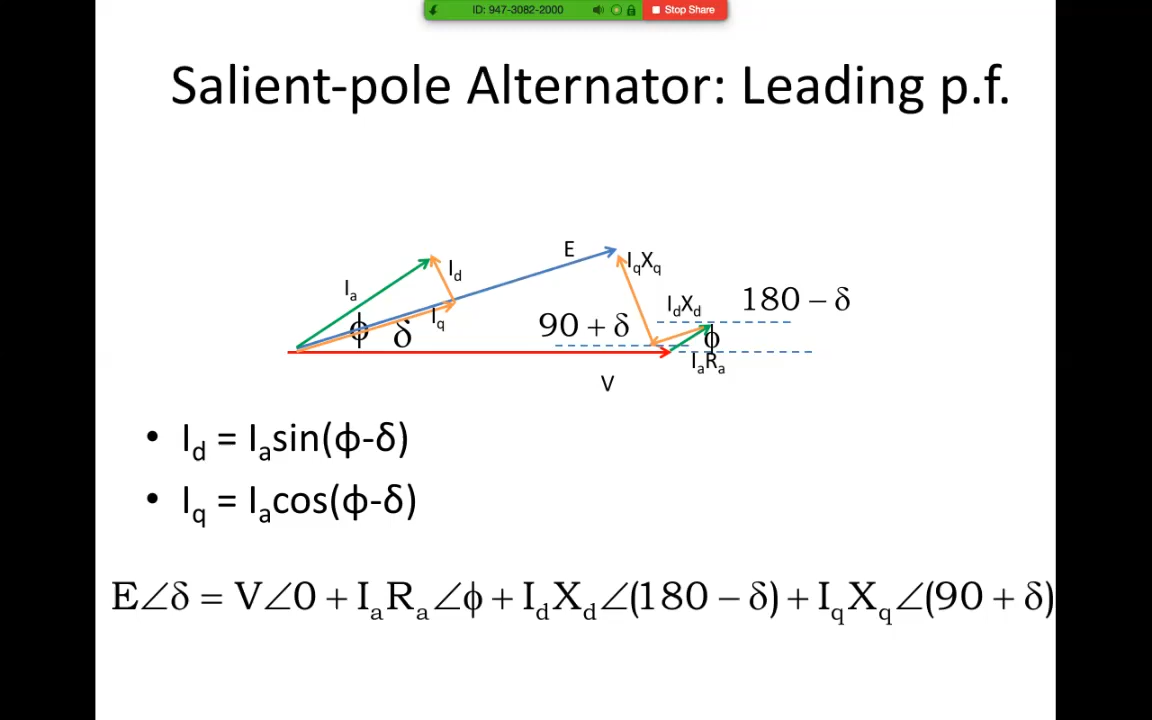 ID: 947-3082-2000 Stop Share
Salient-pole Alternator: Leading p.f.
E
I_d
I_qX_q
I_a
I_dX_d
180 − δ
I_q
ϕ δ
90 + δ
ϕ
I_aR_a
V
• I_d = I_asin(ϕ-δ)
• I_q = I_acos(ϕ-δ)
E∠δ = V∠0 + I_aR_a∠ϕ + I_dX_d∠(180 − δ) + I_qX_q∠(90 + δ)